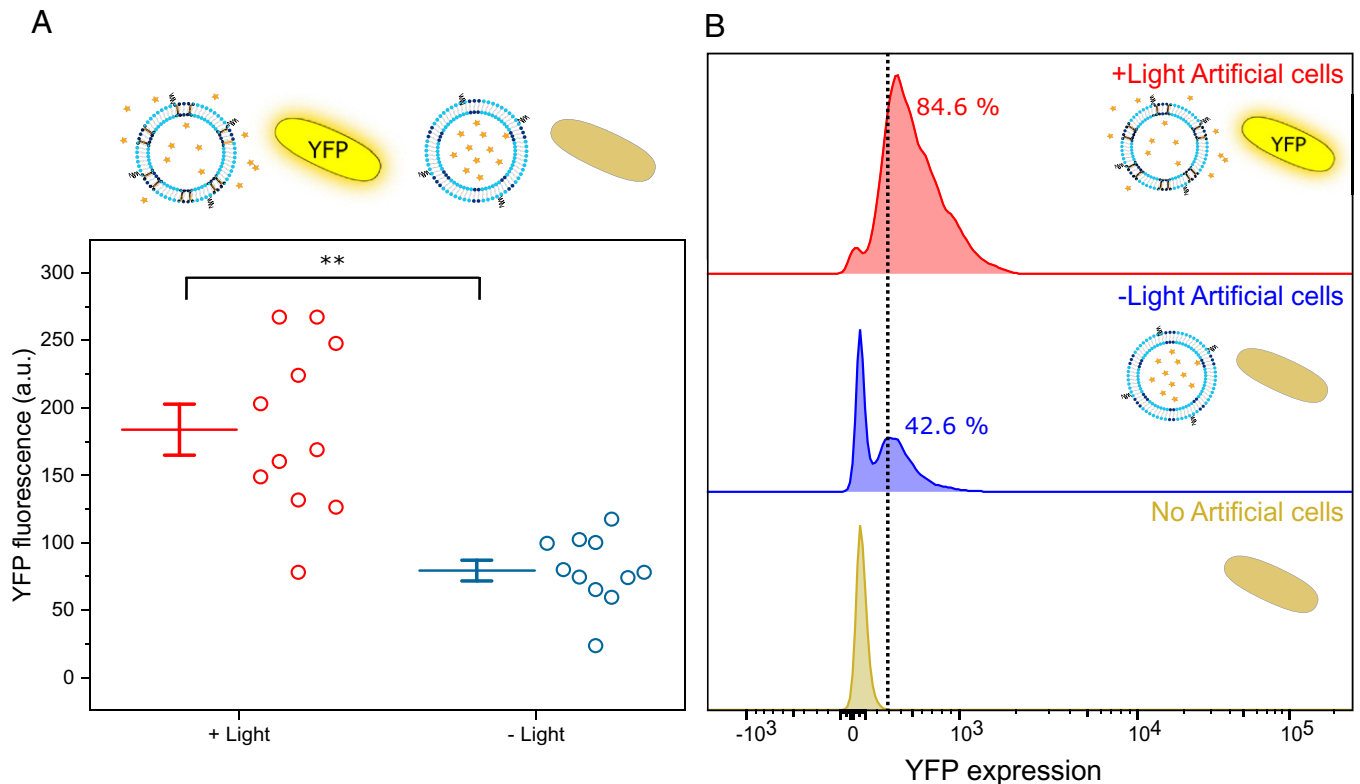 A
YFP
**
300
250
200
150
100
50
0
YFP fluorescence (a.u.)
+ Light
- Light
B
+Light Artificial cells
84.6 %
YFP
-Light Artificial cells
42.6 %
No Artificial cells
-10³
0
10³
10⁴
10⁵
YFP expression